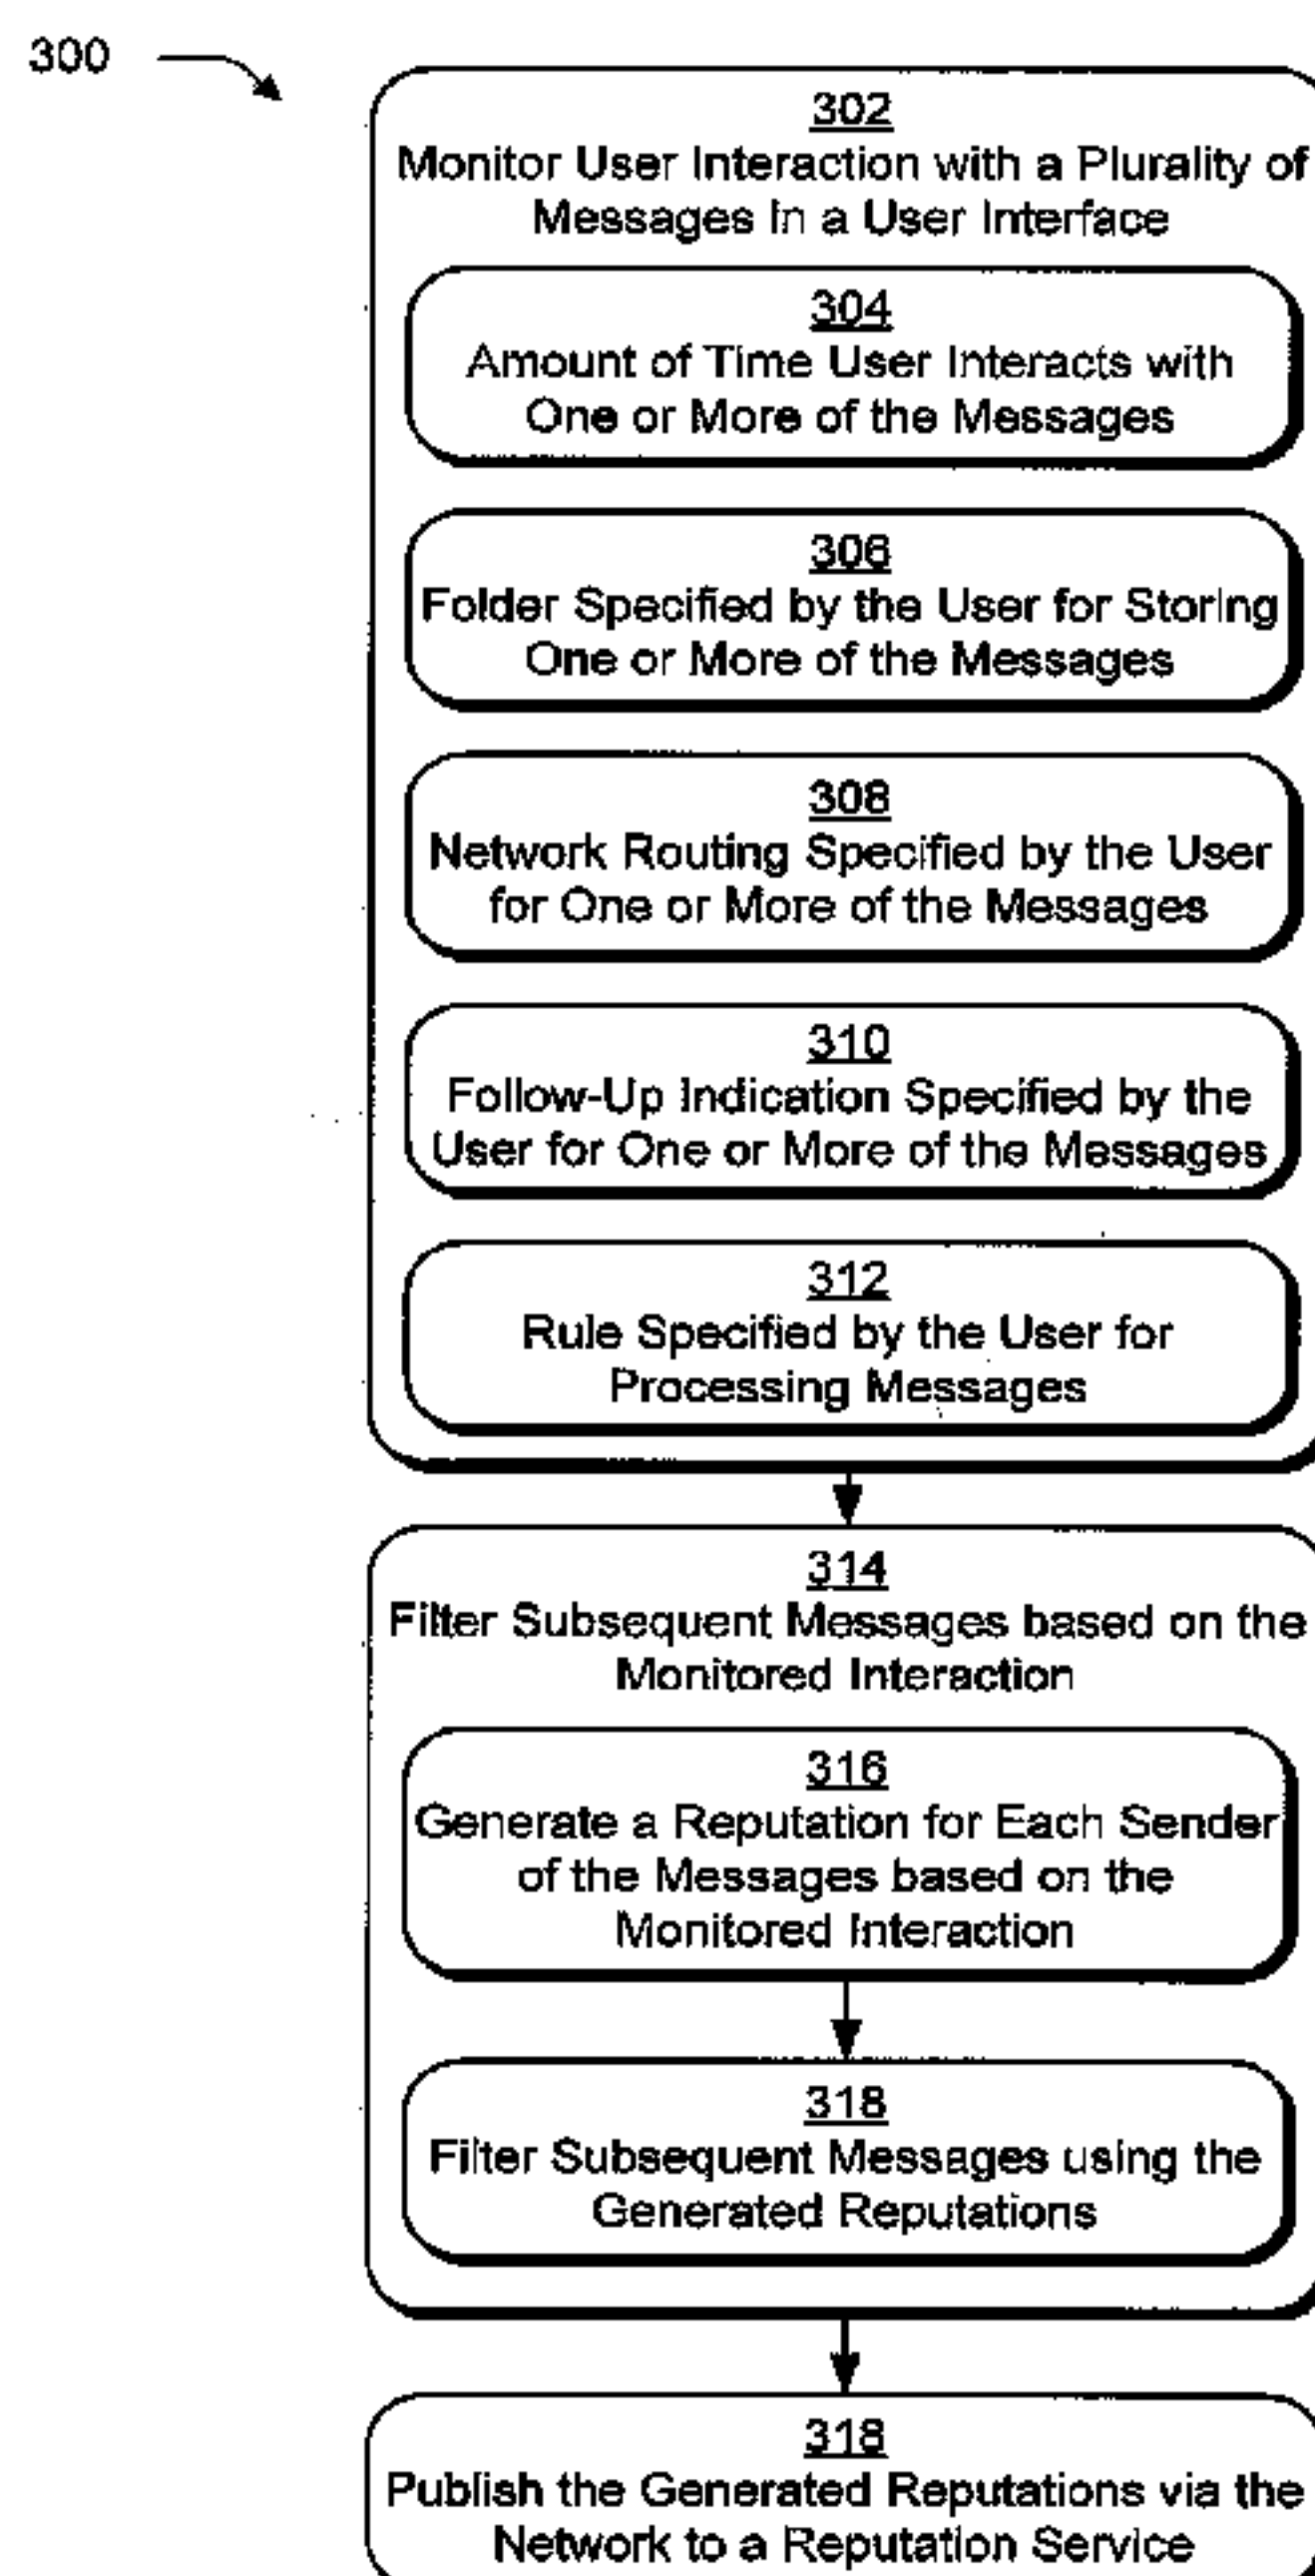 300
302
Monitor User Interaction with a Plurality of
Messages in a User Interface
304
Amount of Time User Interacts with
One or More of the Messages
306
Folder Specified by the User for Storing
One or More of the Messages
308
Network Routing Specified by the User
for One or More of the Messages
310
Follow-Up Indication Specified by the
User for One or More of the Messages
312
Rule Specified by the User for
Processing Messages
314
Filter Subsequent Messages based on the
Monitored Interaction
316
Generate a Reputation for Each Sender
of the Messages based on the
Monitored Interaction
318
Filter Subsequent Messages using the
Generated Reputations
318
Publish the Generated Reputations via the
Network to a Reputation Service